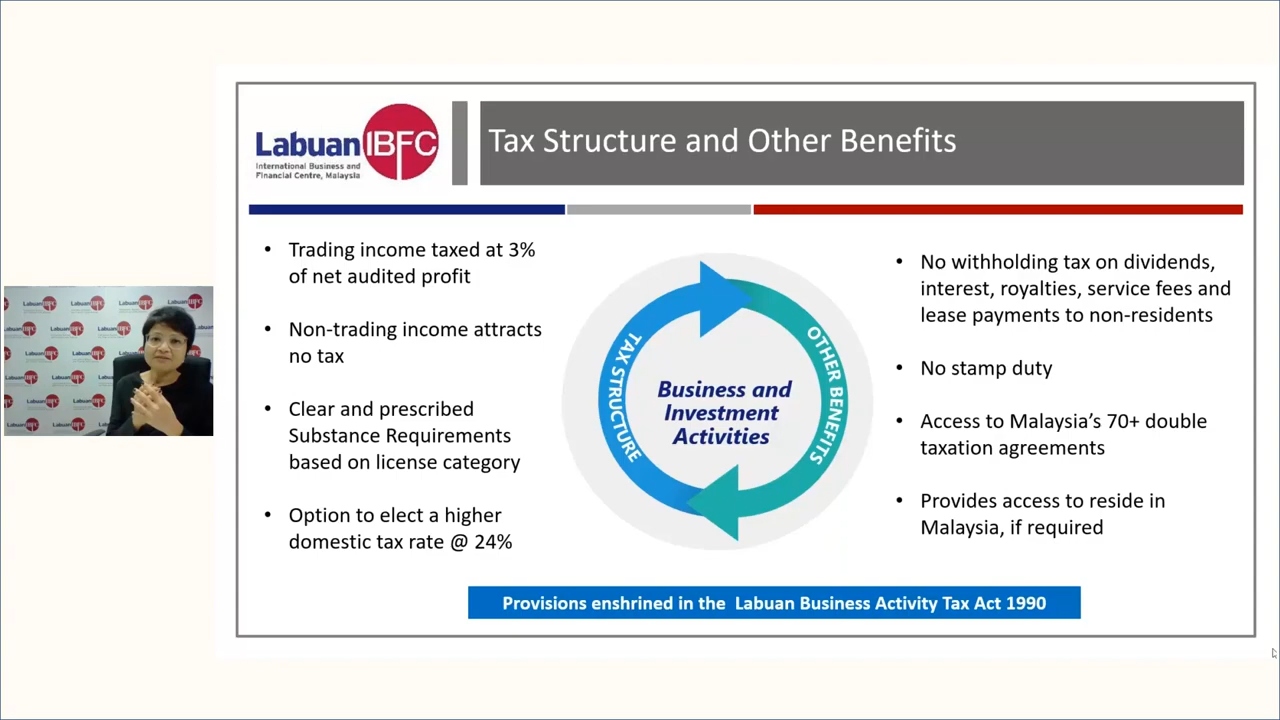 Labuan IBFC
International Business and
Financial Centre, Malaysia
Tax Structure and Other Benefits
• Trading income taxed at 3%
of net audited profit
• Non-trading income attracts
no tax
• Clear and prescribed
Substance Requirements
based on license category
• Option to elect a higher
domestic tax rate @ 24%
TAX STRUCTURE
Business and
Investment
Activities
OTHER BENEFITS
• No withholding tax on dividends,
interest, royalties, service fees and
lease payments to non-residents
• No stamp duty
• Access to Malaysia’s 70+ double
taxation agreements
• Provides access to reside in
Malaysia, if required
Provisions enshrined in the Labuan Business Activity Tax Act 1990